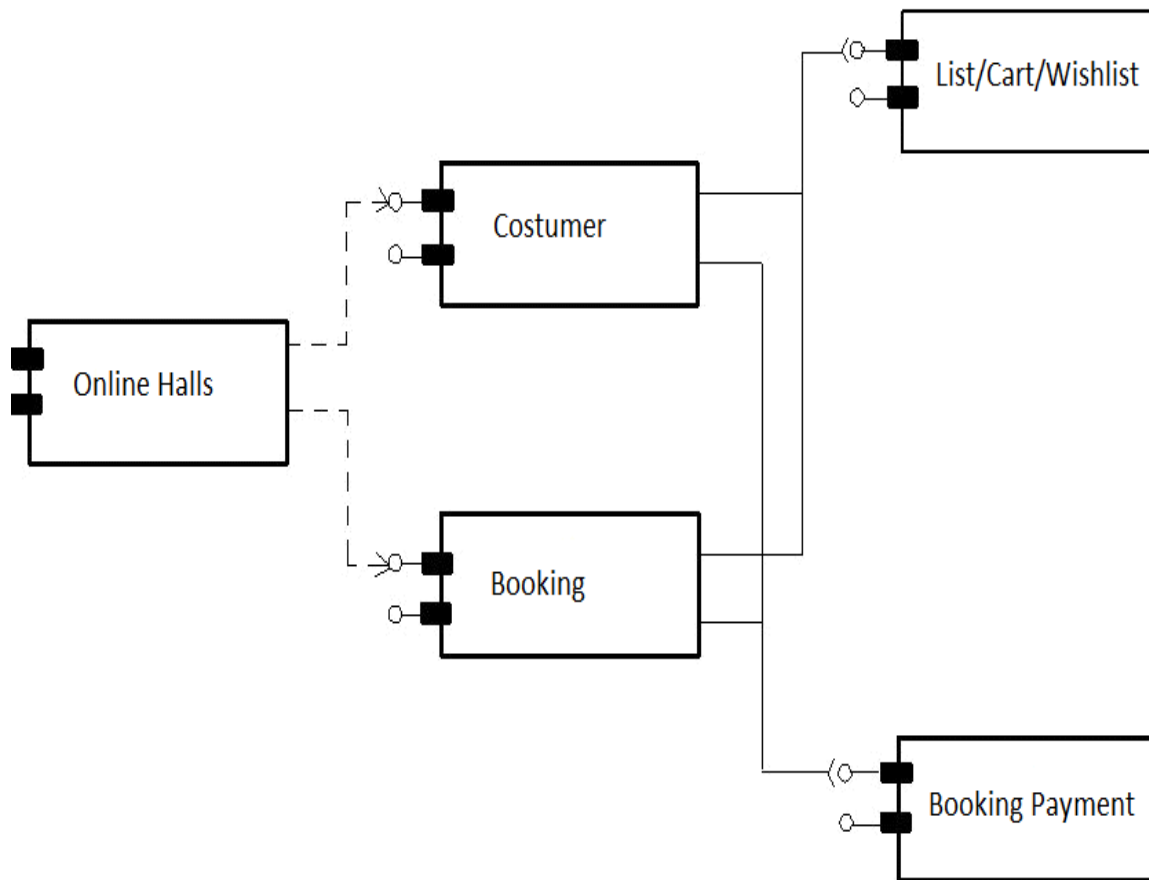 List/Cart/Wishlist
Costumer
Online Halls
Booking
Booking Payment